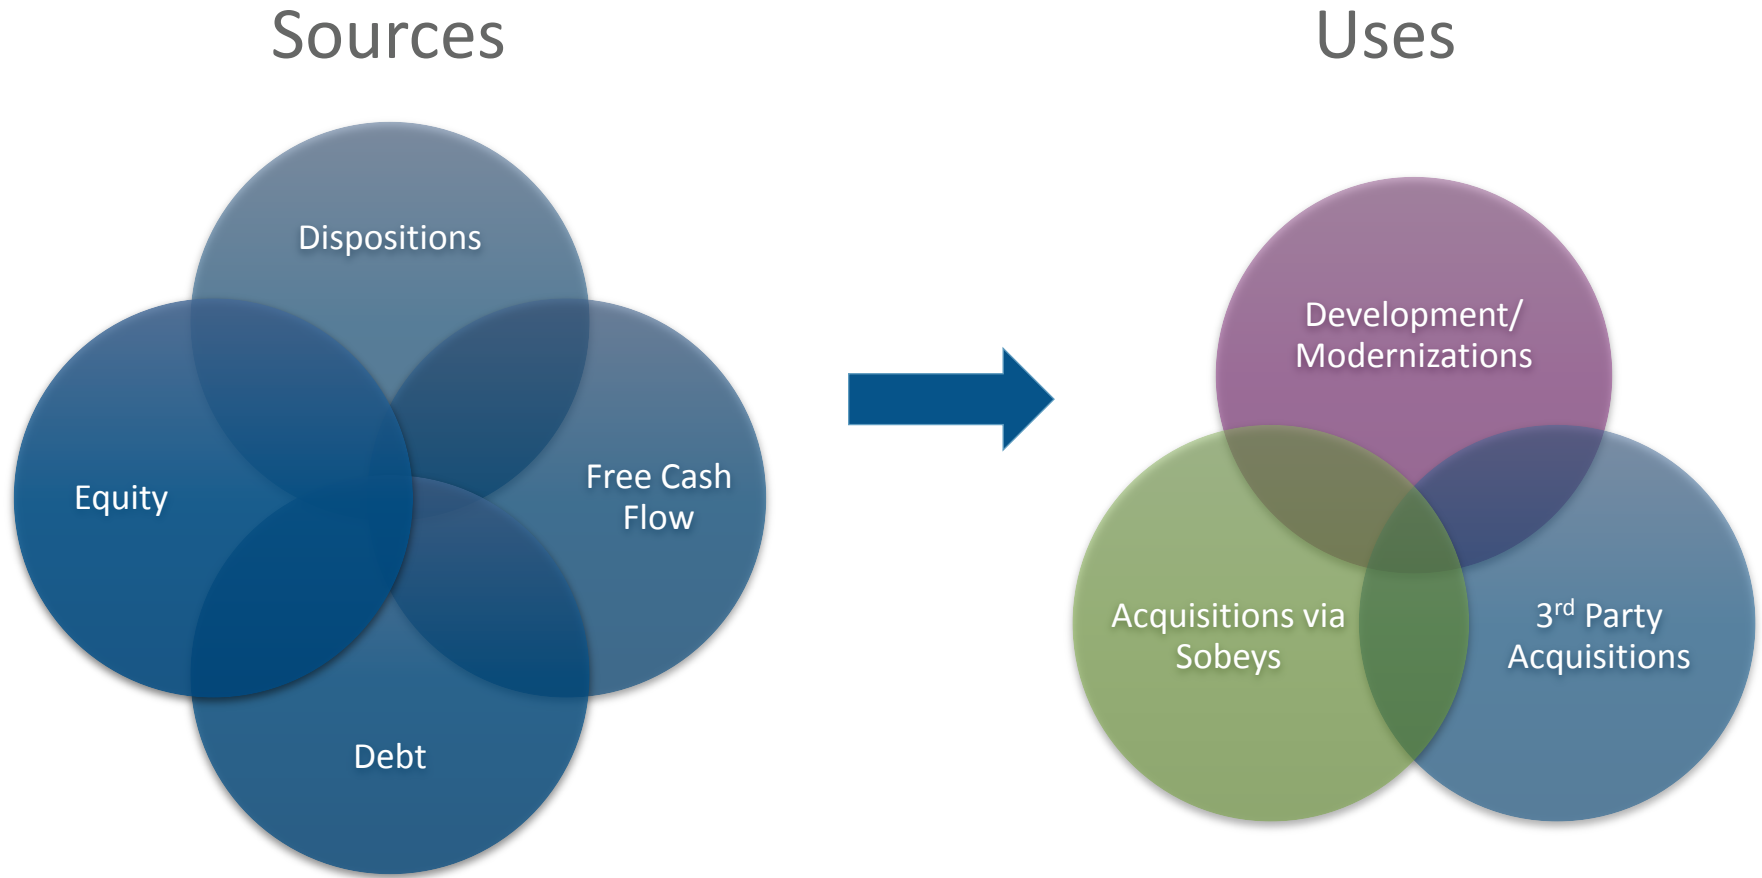 Sources
Dispositions
Equity
Free Cash
Flow
Debt
Uses
Development/
Modernizations
Acquisitions via
Sobeys
3rd Party
Acquisitions